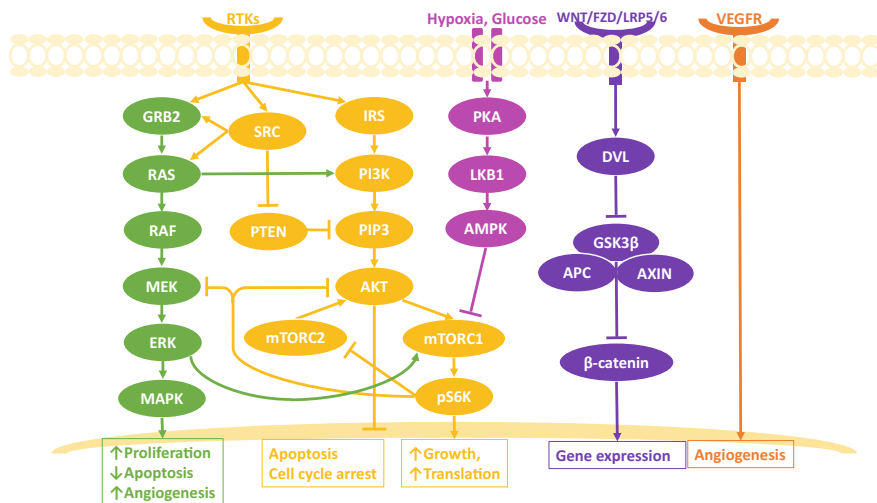 RTKs
Hypoxia, Glucose
WNT/FZD/LRP5/6
VEGFR
GRB2
SRC
IRS
PKA
RAS
PI3K
LKB1
DVL
RAF
PTEN
PIP3
AMPK
GSK3β
APC
AXIN
MEK
AKT
ERK
mTORC2
mTORC1
β-catenin
MAPK
pS6K
↑Proliferation
↓Apoptosis
↑Angiogenesis
Apoptosis
Cell cycle arrest
↑Growth,
↑Translation
Gene expression
Angiogenesis